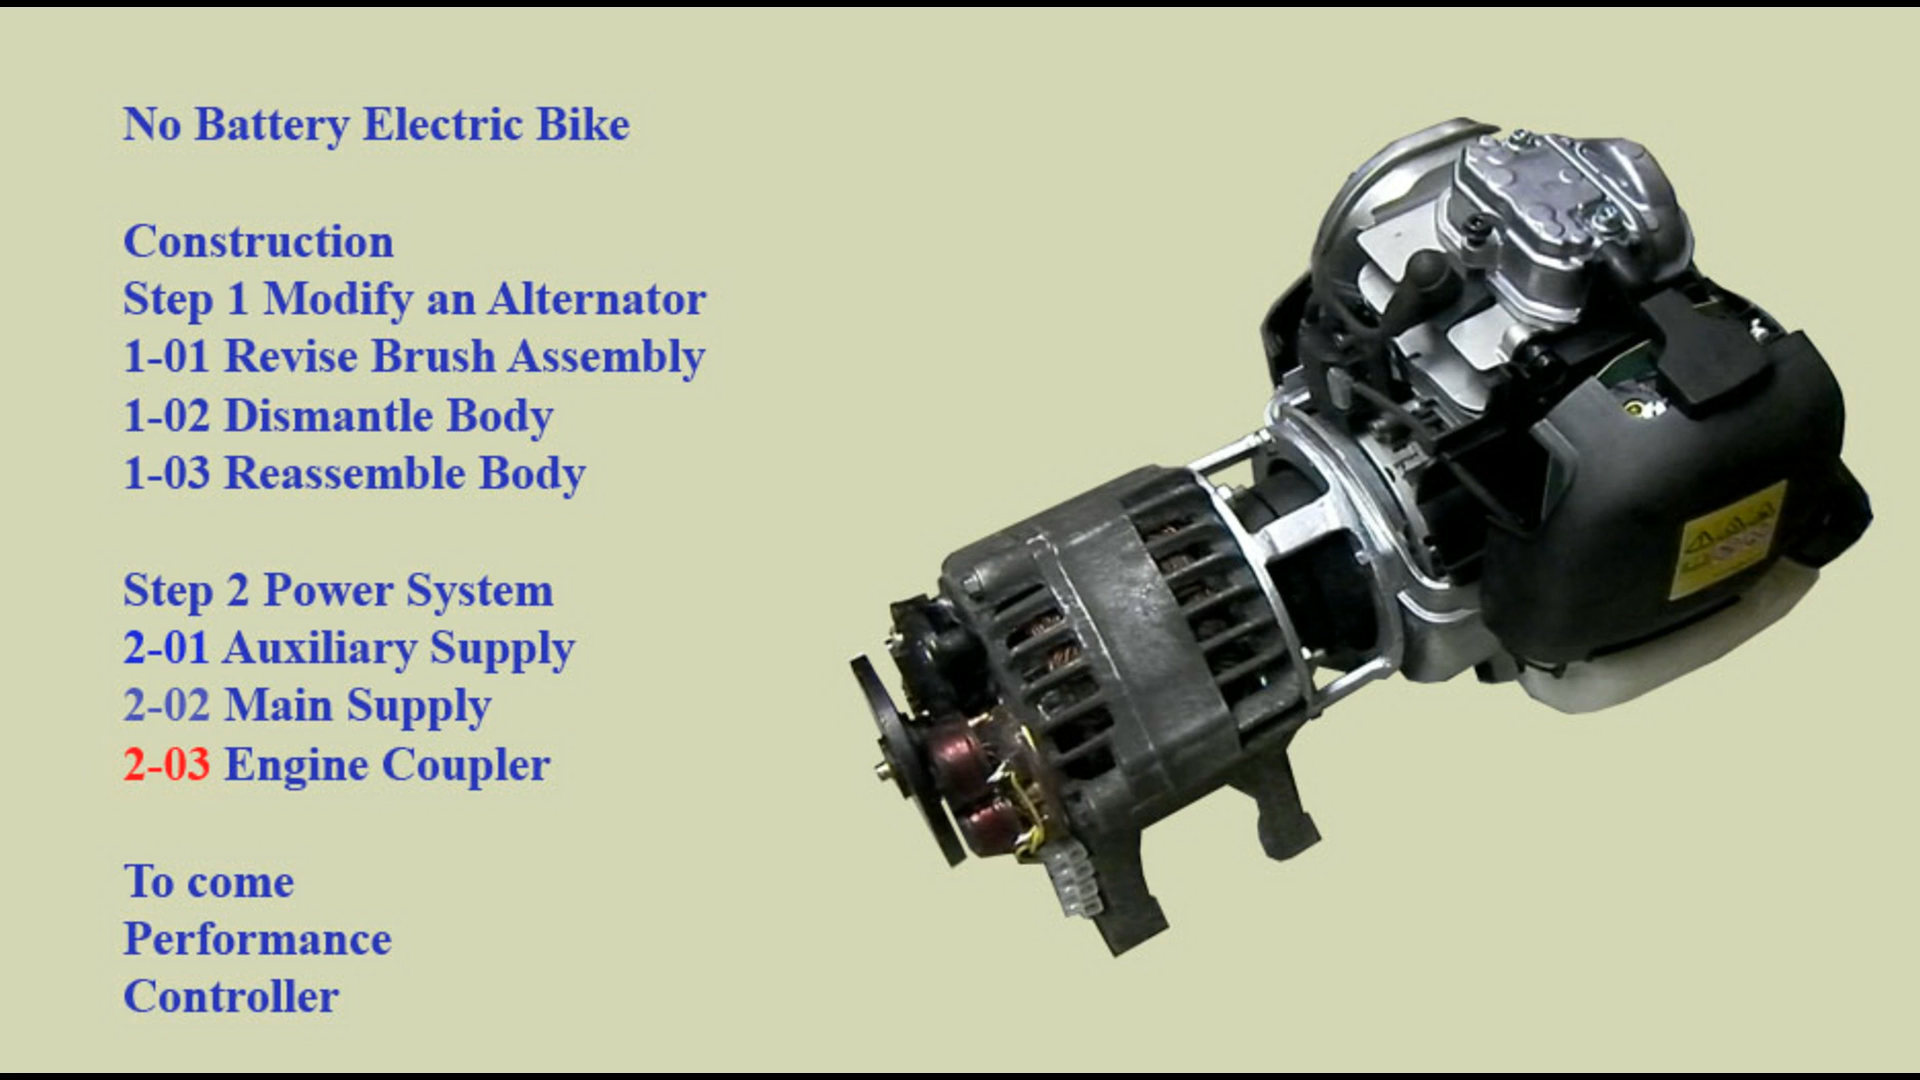 No Battery Electric Bike
Construction
Step 1 Modify an Alternator
1-01 Revise Brush Assembly
1-02 Dismantle Body
1-03 Reassemble Body
Step 2 Power System
2-01 Auxiliary Supply
2-02 Main Supply
2-03 Engine Coupler
To come
Performance
Controller